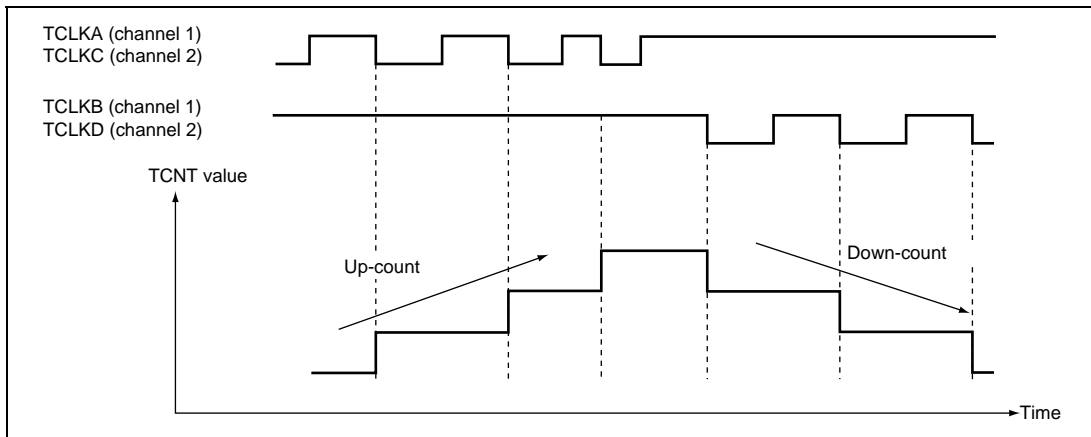 TCLKA (channel 1)
TCLKC (channel 2)
TCLKB (channel 1)
TCLKD (channel 2)
TCNT value
Up-count
Down-count
Time